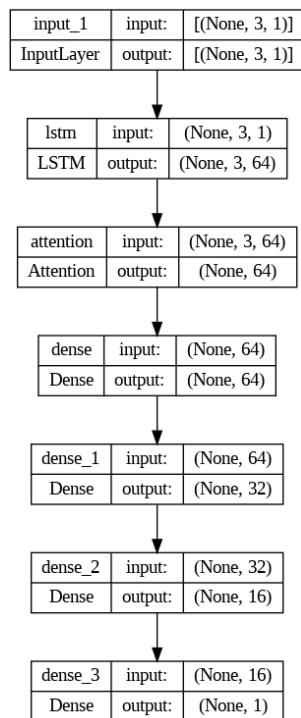 input_1 input: [(None, 3, 1)]
InputLayer output: [(None, 3, 1)]
lstm input: (None, 3, 1)
LSTM output: (None, 3, 64)
attention input: (None, 3, 64)
Attention output: (None, 64)
dense input: (None, 64)
Dense output: (None, 64)
dense_1 input: (None, 64)
Dense output: (None, 32)
dense_2 input: (None, 32)
Dense output: (None, 16)
dense_3 input: (None, 16)
Dense output: (None, 1)